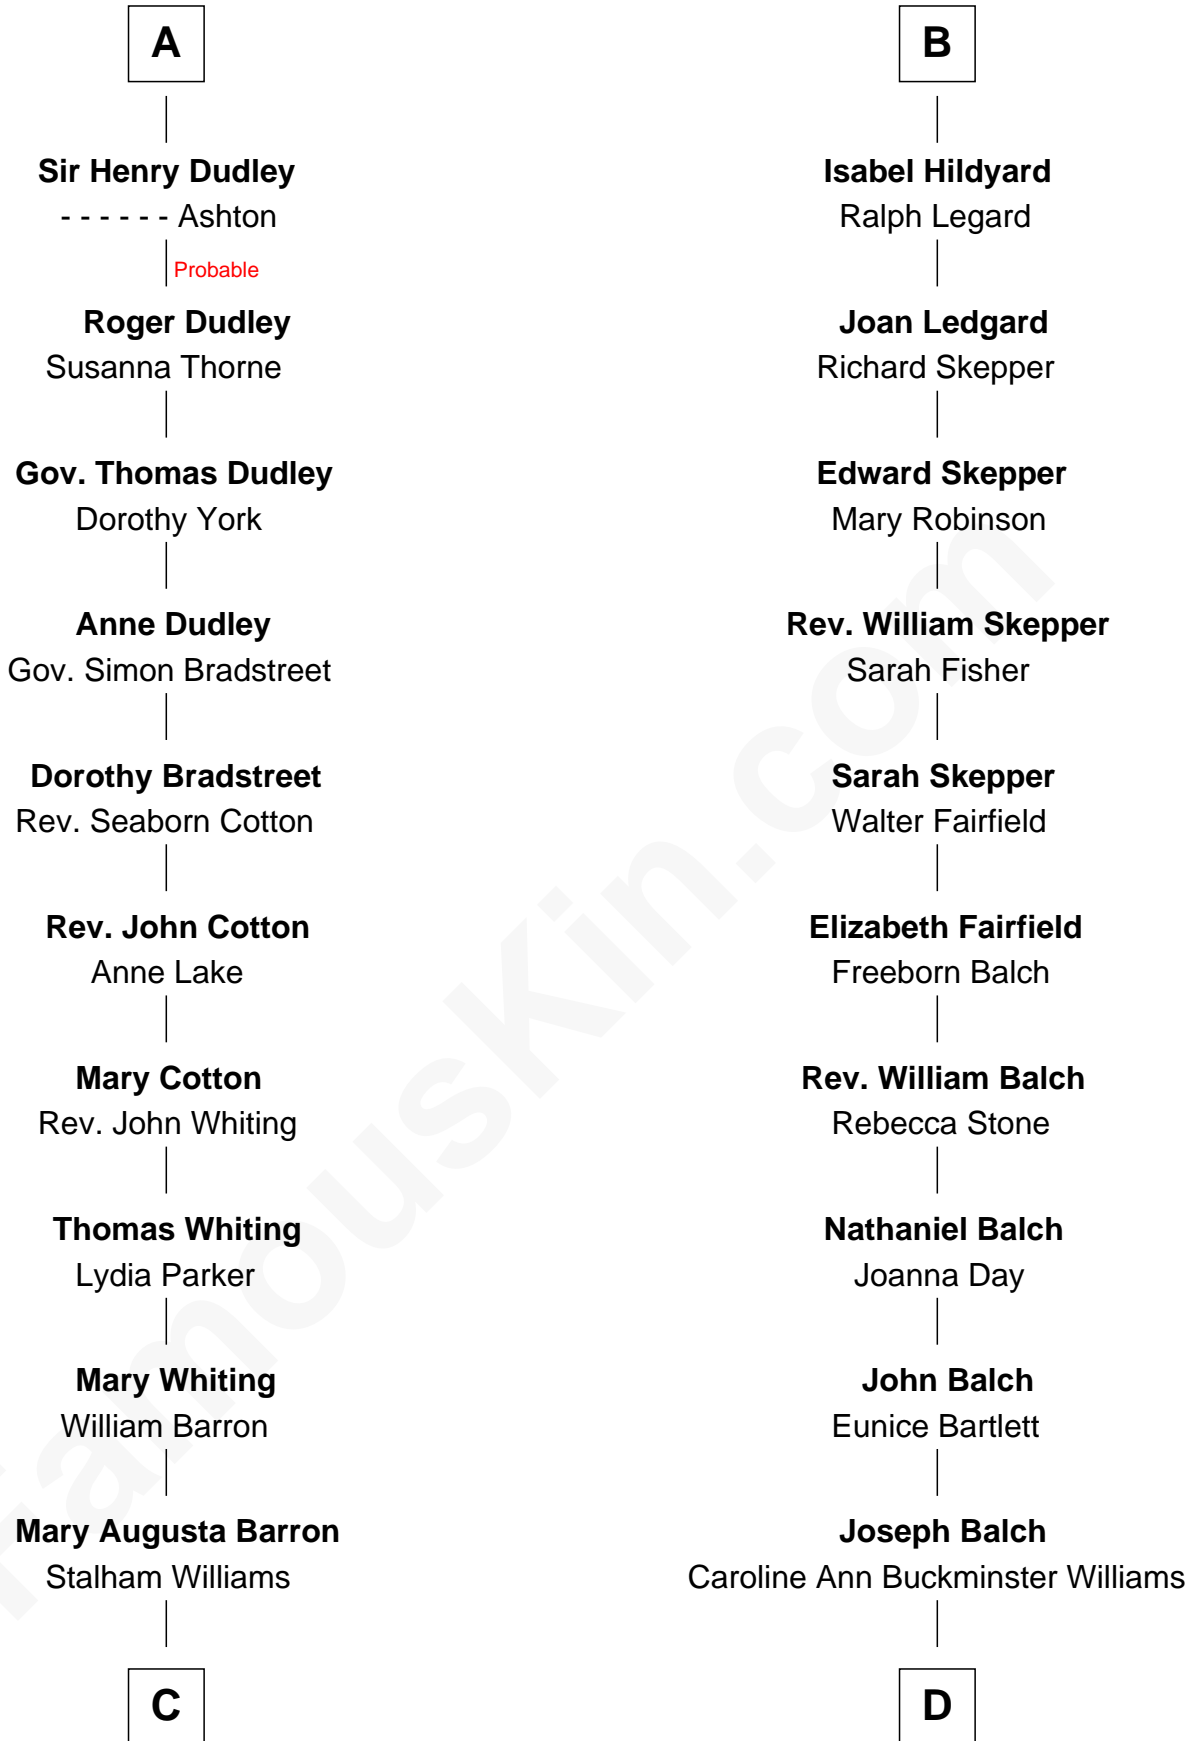 A
Sir Henry Dudley
- - - - - - Ashton
Probable
Roger Dudley
Susanna Thorne
Gov. Thomas Dudley
Dorothy York
Anne Dudley
Gov. Simon Bradstreet
Dorothy Bradstreet
Rev. Seaborn Cotton
Rev. John Cotton
Anne Lake
Mary Cotton
Rev. John Whiting
Thomas Whiting
Lydia Parker
Mary Whiting
William Barron
Mary Augusta Barron
Stalham Williams
C
B
Isabel Hildyard
Ralph Legard
Joan Ledgard
Richard Skepper
Edward Skepper
Mary Robinson
Rev. William Skepper
Sarah Fisher
Sarah Skepper
Walter Fairfield
Elizabeth Fairfield
Freeborn Balch
Rev. William Balch
Rebecca Stone
Nathaniel Balch
Joanna Day
John Balch
Eunice Bartlett
Joseph Balch
Caroline Ann Buckminster Williams
D
FamousKin.com